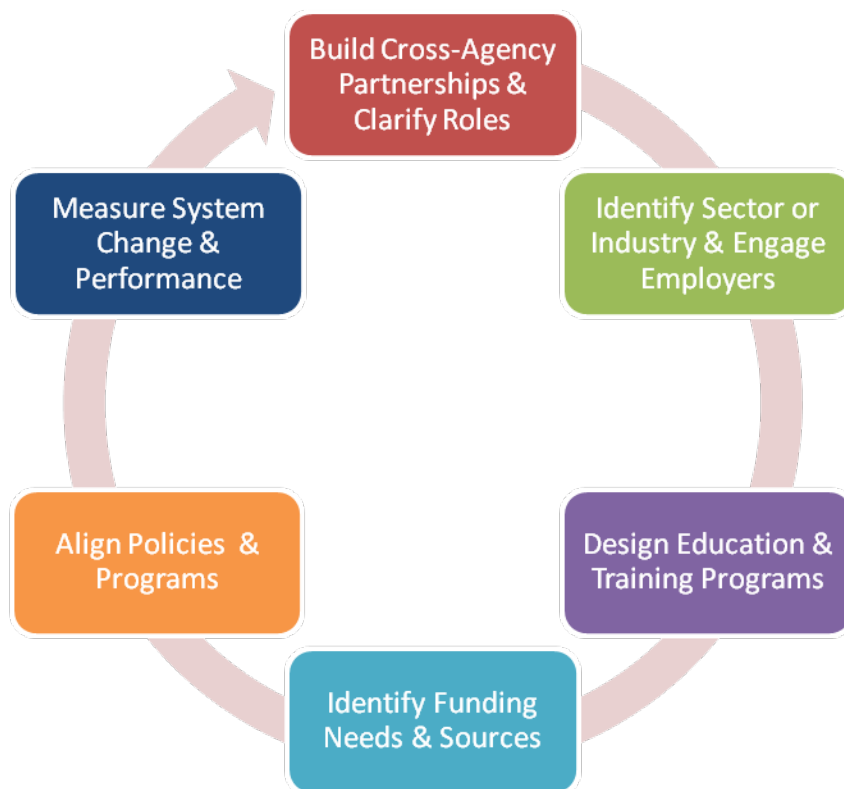 Build Cross-Agency
Partnerships &
Clarify Roles
Identify Sector or
Industry & Engage
Employers
Design Education &
Training Programs
Identify Funding
Needs & Sources
Align Policies &
Programs
Measure System
Change &
Performance